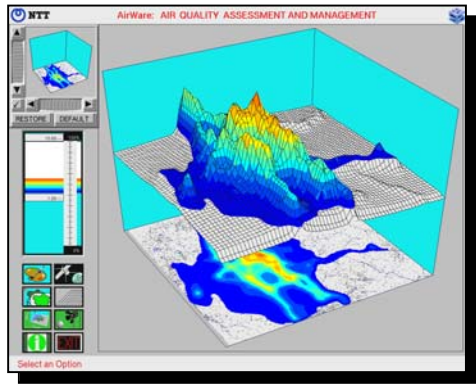 NTT
AirWare: AIR QUALITY ASSESSMENT AND MANAGEMENT
RESTORE
DEFAULT
Select an Option